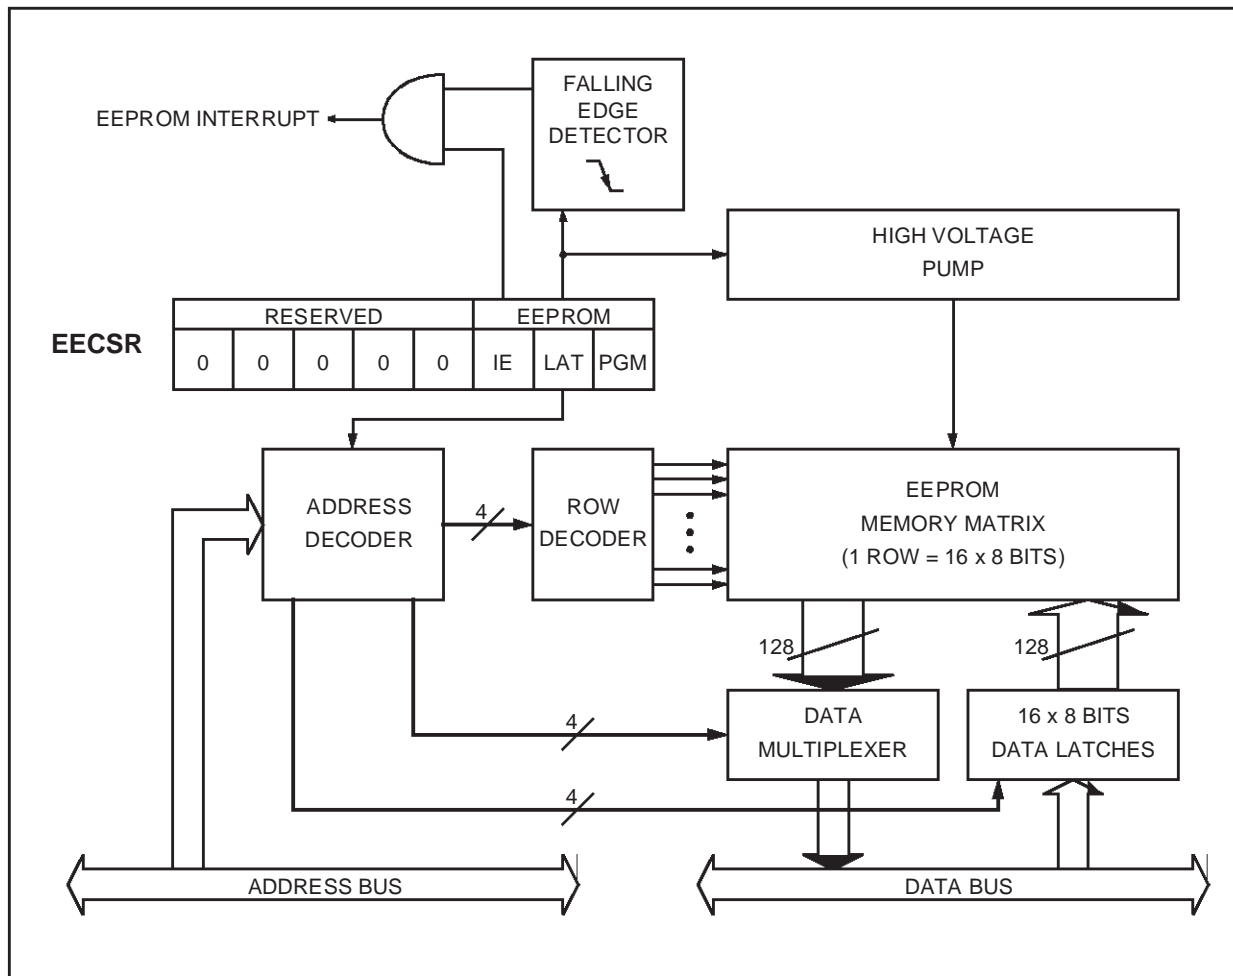 FALLING
EDGE
DETECTOR
EEPROM INTERRUPT
HIGH VOLTAGE
PUMP
EECSR
RESERVED
EEPROM
0 0 0 0 0 IE LAT PGM
ADDRESS
DECODER
4
ROW
DECODER
EEPROM
MEMORY MATRIX
(1 ROW = 16 x 8 BITS)
128
128
4
DATA
MULTIPLEXER
16 x 8 BITS
DATA LATCHES
4
ADDRESS BUS
DATA BUS